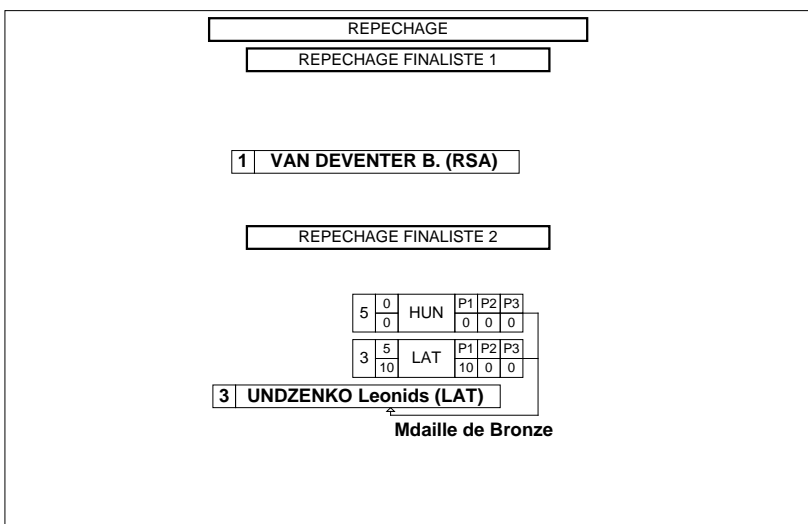 REPECHAGE
REPECHAGE FINALISTE 1
1 VAN DEVENTER B. (RSA)
REPECHAGE FINALISTE 2
5 0 HUN P1 P2 P3
0 0 0 0
3 5 LAT P1 P2 P3
10 10 0 0
3 UNDZENKO Leonids (LAT)
Mdaille de Bronze